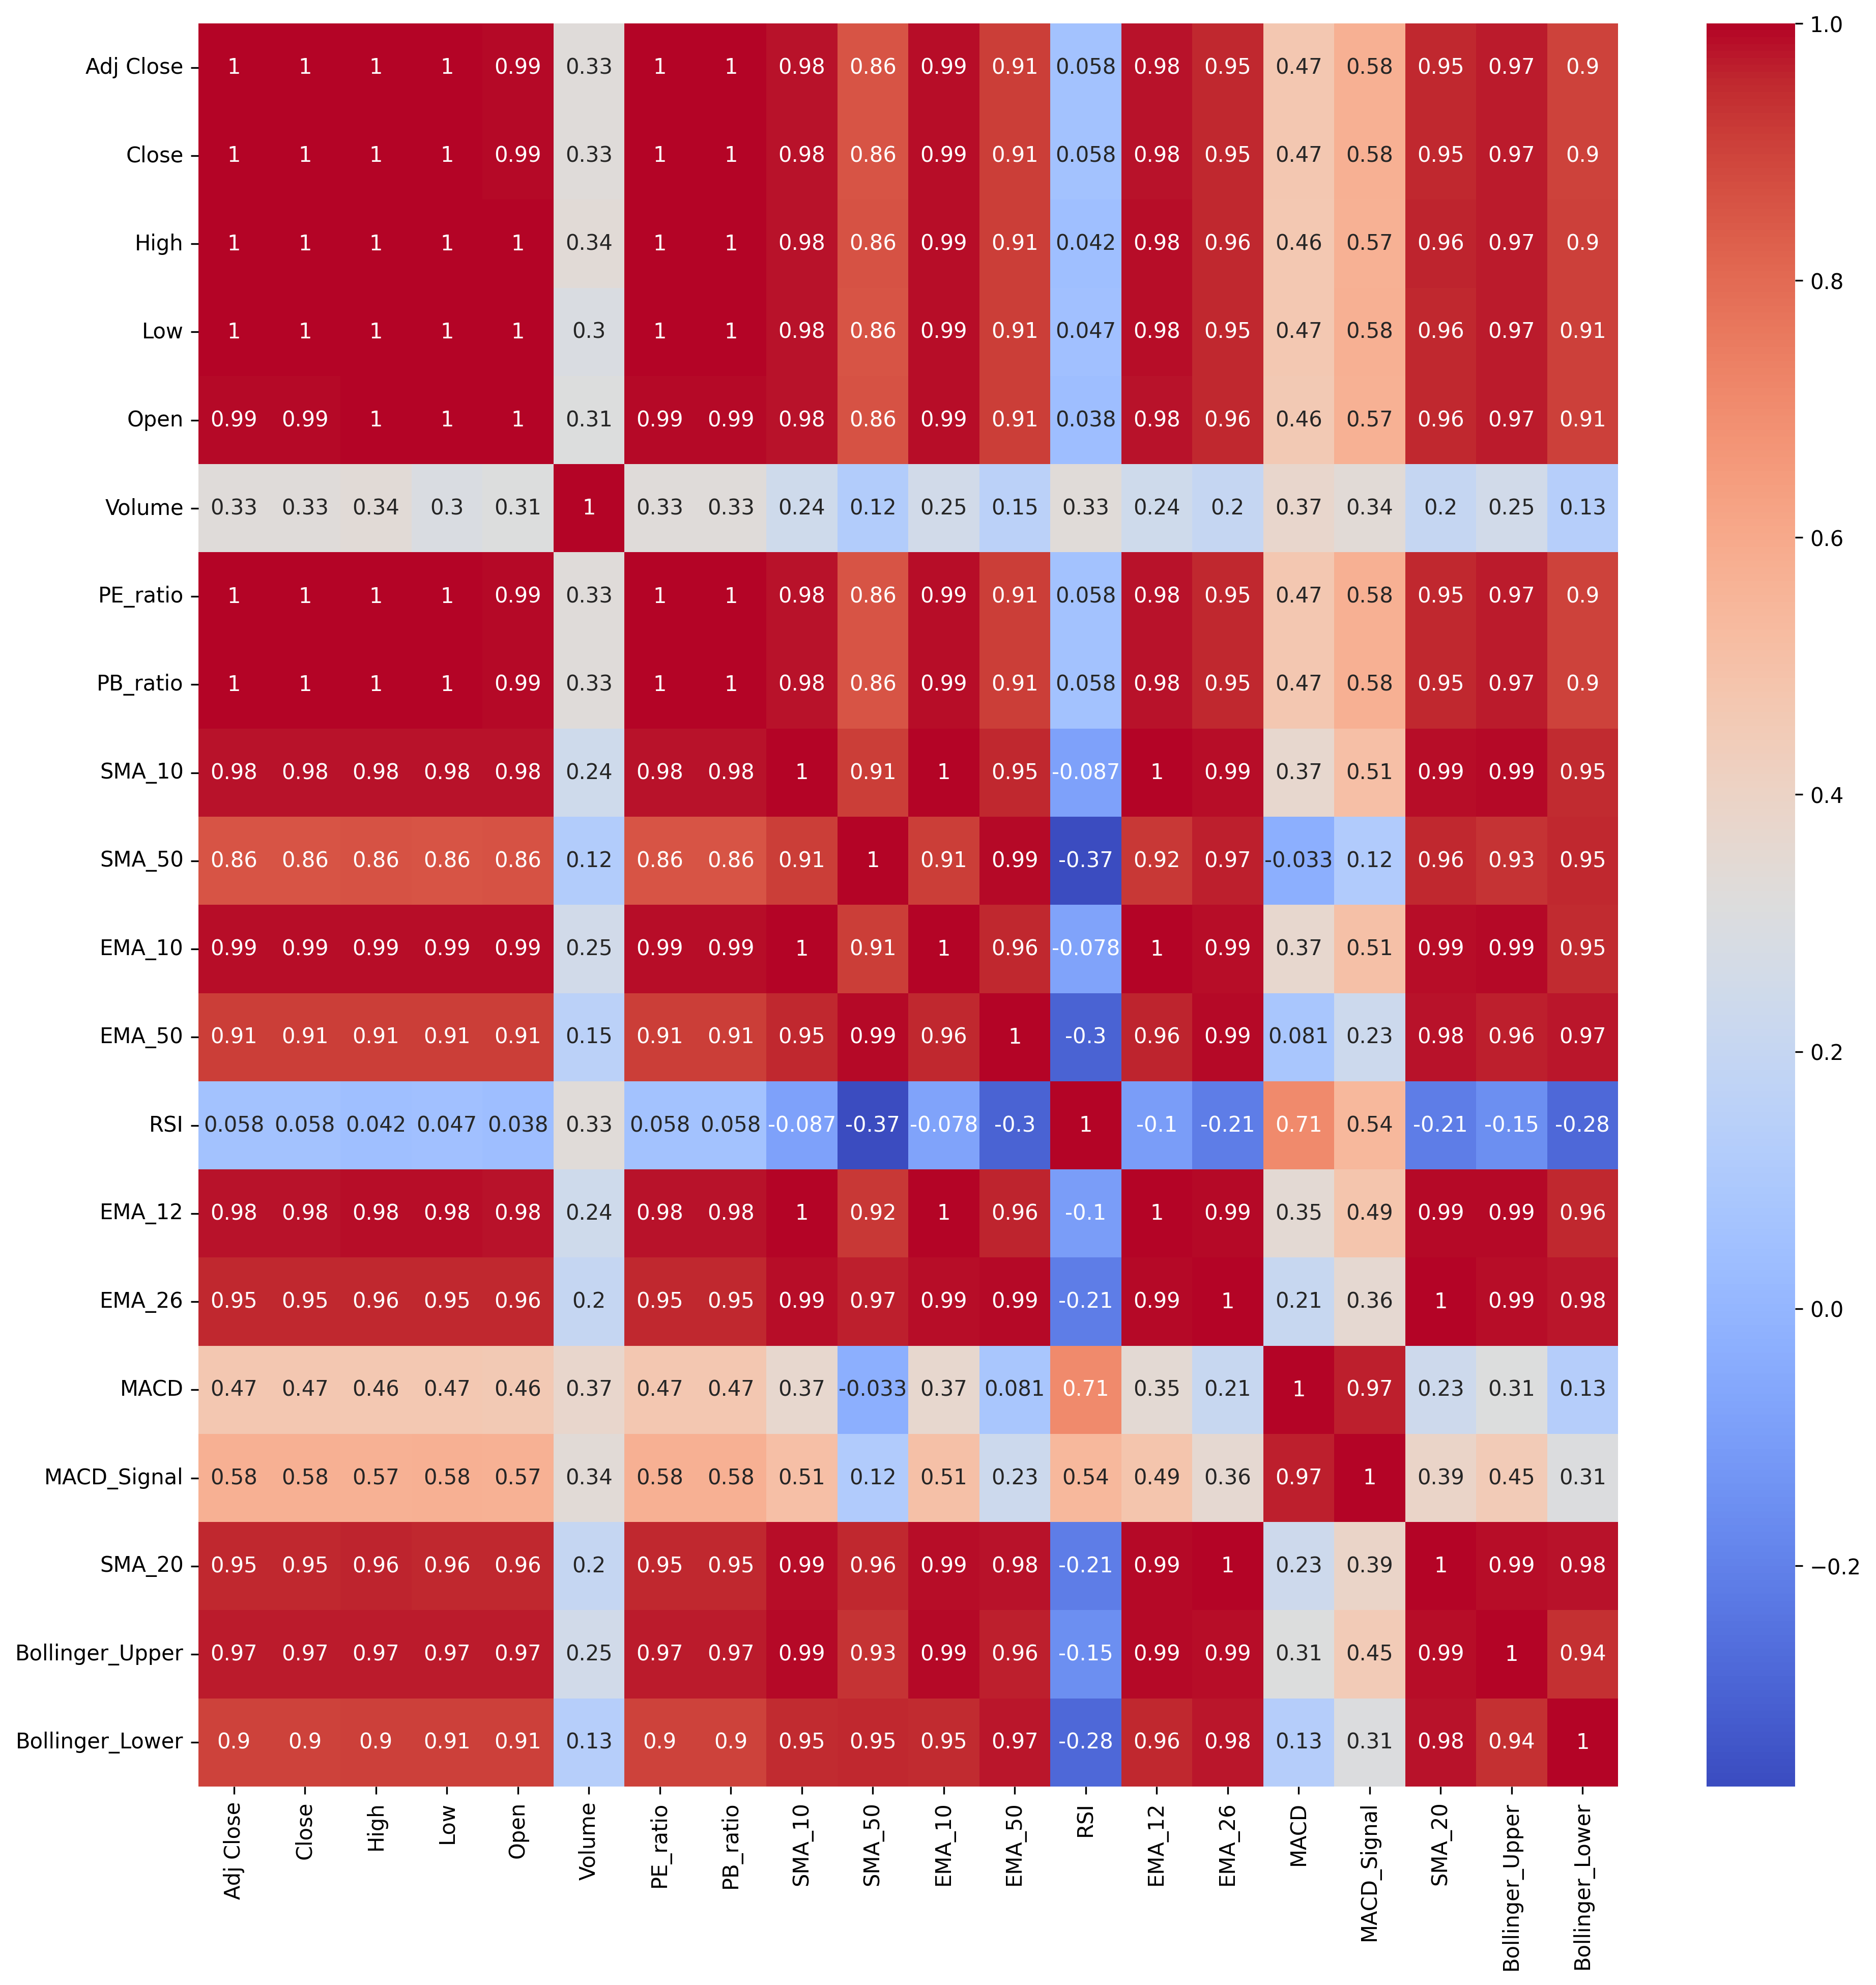 Adj Close 1 1 1 1 0.99 0.33 1 1 0.98 0.86 0.99 0.91 0.058 0.98 0.95 0.47 0.58 0.95 0.97 0.9
Close 1 1 1 1 0.99 0.33 1 1 0.98 0.86 0.99 0.91 0.058 0.98 0.95 0.47 0.58 0.95 0.97 0.9
High 1 1 1 1 1 0.34 1 1 0.98 0.86 0.99 0.91 0.042 0.98 0.96 0.46 0.57 0.96 0.97 0.9
Low 1 1 1 1 1 0.3 1 1 0.98 0.86 0.99 0.91 0.047 0.98 0.95 0.47 0.58 0.96 0.97 0.91
Open 0.99 0.99 1 1 1 0.31 0.99 0.99 0.98 0.86 0.99 0.91 0.038 0.98 0.96 0.46 0.57 0.96 0.97 0.91
Volume 0.33 0.33 0.34 0.3 0.31 1 0.33 0.33 0.24 0.12 0.25 0.15 0.33 0.24 0.2 0.37 0.34 0.2 0.25 0.13
PE_ratio 1 1 1 1 0.99 0.33 1 1 0.98 0.86 0.99 0.91 0.058 0.98 0.95 0.47 0.58 0.95 0.97 0.9
PB_ratio 1 1 1 1 0.99 0.33 1 1 0.98 0.86 0.99 0.91 0.058 0.98 0.95 0.47 0.58 0.95 0.97 0.9
SMA_10 0.98 0.98 0.98 0.98 0.98 0.24 0.98 0.98 1 0.91 1 0.95 -0.087 1 0.99 0.37 0.51 0.99 0.99 0.95
SMA_50 0.86 0.86 0.86 0.86 0.86 0.12 0.86 0.86 0.91 1 0.91 0.99 -0.37 0.92 0.97 -0.033 0.12 0.96 0.93 0.95
EMA_10 0.99 0.99 0.99 0.99 0.99 0.25 0.99 0.99 1 0.91 1 0.96 -0.078 1 0.99 0.37 0.51 0.99 0.99 0.95
EMA_50 0.91 0.91 0.91 0.91 0.91 0.15 0.91 0.91 0.95 0.99 0.96 1 -0.3 0.96 0.99 0.081 0.23 0.98 0.96 0.97
RSI 0.058 0.058 0.042 0.047 0.038 0.33 0.058 0.058 -0.087 -0.37 -0.078 -0.3 1 -0.1 -0.21 0.71 0.54 -0.21 -0.15 -0.28
EMA_12 0.98 0.98 0.98 0.98 0.98 0.24 0.98 0.98 1 0.92 1 0.96 -0.1 1 0.99 0.35 0.49 0.99 0.99 0.96
EMA_26 0.95 0.95 0.96 0.95 0.96 0.2 0.95 0.95 0.99 0.97 0.99 0.99 -0.21 0.99 1 0.21 0.36 1 0.99 0.98
MACD 0.47 0.47 0.46 0.47 0.46 0.37 0.47 0.47 0.37 -0.033 0.37 0.081 0.71 0.35 0.21 1 0.97 0.23 0.31 0.13
MACD_Signal 0.58 0.58 0.57 0.58 0.57 0.34 0.58 0.58 0.51 0.12 0.51 0.23 0.54 0.49 0.36 0.97 1 0.39 0.45 0.31
SMA_20 0.95 0.95 0.96 0.96 0.96 0.2 0.95 0.95 0.99 0.96 0.99 0.98 -0.21 0.99 1 0.23 0.39 1 0.99 0.98
Bollinger_Upper 0.97 0.97 0.97 0.97 0.97 0.25 0.97 0.97 0.99 0.93 0.99 0.96 -0.15 0.99 0.99 0.31 0.45 0.99 1 0.94
Bollinger_Lower 0.9 0.9 0.9 0.91 0.91 0.13 0.9 0.9 0.95 0.95 0.95 0.97 -0.28 0.96 0.98 0.13 0.31 0.98 0.94 1
Adj Close
Close
High
Low
Open
Volume
PE_ratio
PB_ratio
SMA_10
SMA_50
EMA_10
EMA_50
RSI
EMA_12
EMA_26
MACD
MACD_Signal
SMA_20
Bollinger_Upper
Bollinger_Lower
1.0
0.8
0.6
0.4
0.2
0.0
−0.2